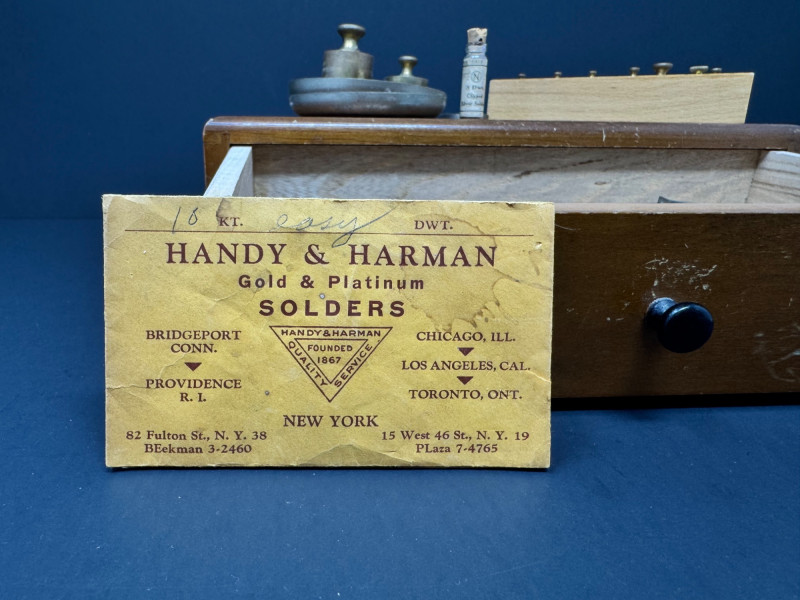 18 KT. easy DWT.
HANDY & HARMAN
Gold & Platinum
SOLDERS
BRIDGEPORT
CONN.
PROVIDENCE
R. I.
HANDY & HARMAN
QUALITY SERVICE
FOUNDED
1867
CHICAGO, ILL.
LOS ANGELES, CAL.
TORONTO, ONT.
NEW YORK
82 Fulton St., N. Y. 38
BEekman 3-2460
15 West 46 St., N. Y. 19
PLaza 7-4765
N